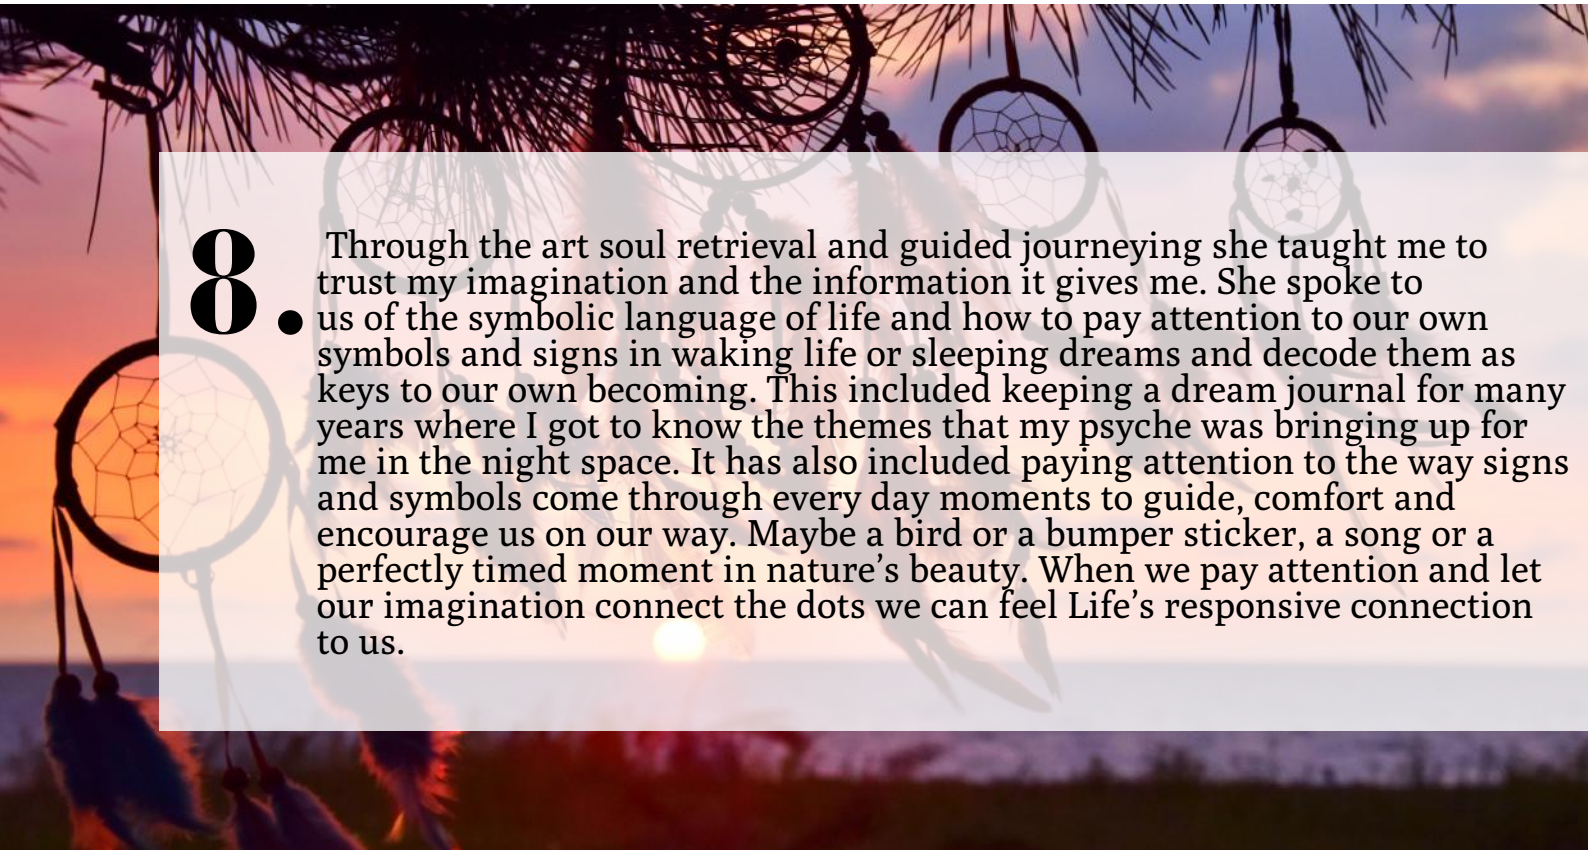 8. Through the art soul retrieval and guided journeying she taught me to
trust my imagination and the information it gives me. She spoke to
us of the symbolic language of life and how to pay attention to our own
symbols and signs in waking life or sleeping dreams and decode them as
keys to our own becoming. This included keeping a dream journal for many
years where I got to know the themes that my psyche was bringing up for
me in the night space. It has also included paying attention to the way signs
and symbols come through every day moments to guide, comfort and
encourage us on our way. Maybe a bird or a bumper sticker, a song or a
perfectly timed moment in nature’s beauty. When we pay attention and let
our imagination connect the dots we can feel Life’s responsive connection
to us.